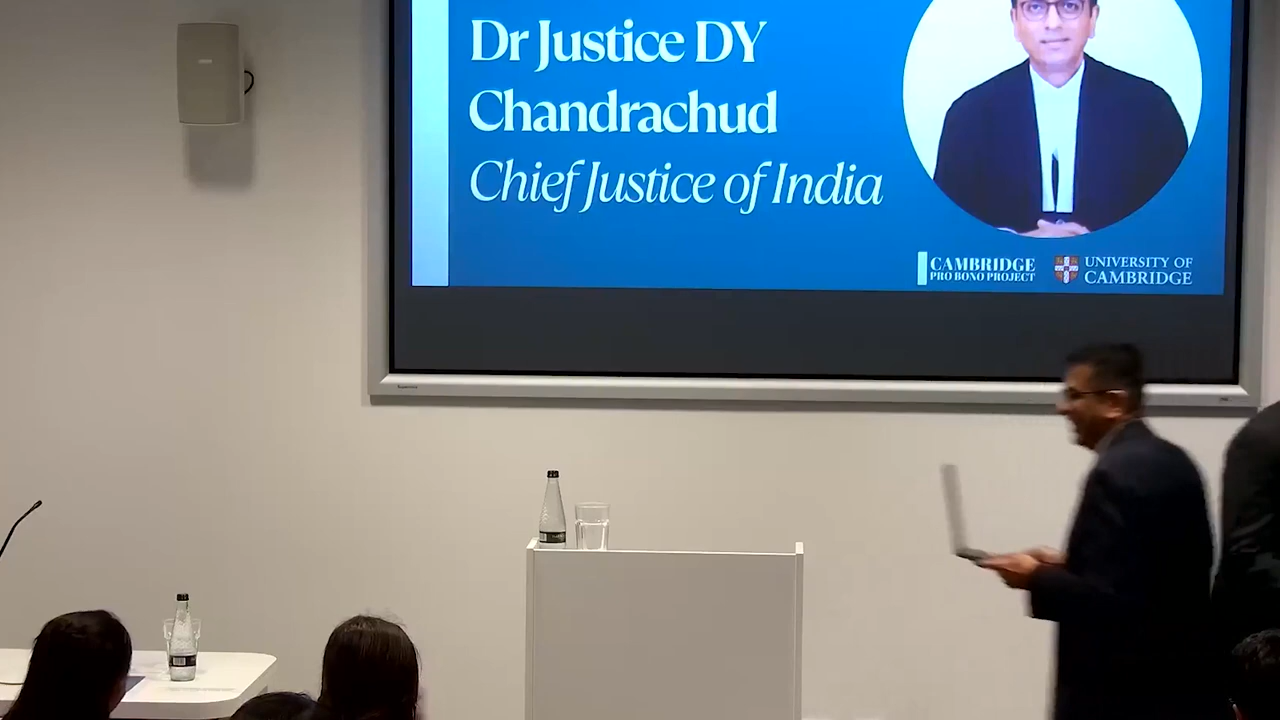 Dr Justice DY
Chandrachud
Chief Justice of India
CAMBRIDGE
PRO BONO PROJECT
UNIVERSITY OF
CAMBRIDGE